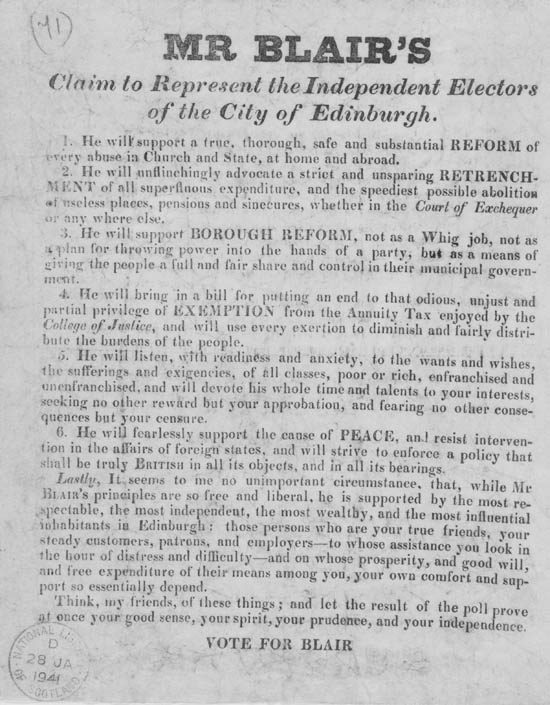 (71)
MR BLAIR'S
Claim to Represent the Independent Electors
of the City of Edinburgh.
1. He will support a true, thorough, safe and substantial REFORM of
every abuse in Church and State, at home and abroad.
2. He will unflinchingly advocate a strict and unsparing RETRENCH-
MENT of all superfluous expenditure, and the speediest possible abolition
of useless places, pensions and sinecures, whether in the Court of Exchequer
or any where else.
3. He will support BOROUGH REFORM, not as a Whig job, not as
a plan for throwing power into the hands of a party, but as a means of
giving the people a full and fair share and control in their municipal govern-
ment.
4. He will bring in a bill for putting an end to that odious, unjust and
partial privilege of EXEMPTION from the Annuity Tax enjoyed by the
College of Justice, and will use every exertion to diminish and fairly distri-
bute the burdens of the people.
5. He will listen, with readiness and anxiety, to the wants and wishes,
the sufferings and exigencies, of all classes, poor or rich, enfranchised and
unenfranchised, and will devote his whole time and talents to your interests,
seeking no other reward but your approbation, and fearing no other conse-
quences but your censure.
6. He will fearlessly support the cause of PEACE, and resist interven-
tion in the affairs of foreign states, and will strive to enforce a policy that
shall be truly BRITISH in all its objects, and in all its bearings.
Lastly, It seems to me no unimportant circumstance, that, while Mr
BLAIR'S principles are so free and liberal, he is supported by the most re-
spectable, the most independent, the most wealthy, and the most influential
inhabitants in Edinburgh: those persons who are your true friends, your
steady customers, patrons, and employers—to whose assistance you look in
the hour of distress and difficulty—and on whose prosperity, and good will,
and free expenditure of their means among you, your own comfort and sup-
port so essentially depend.
Think, my friends, of these things; and let the result of the poll prove
at once your good sense, your spirit, your prudence, and your independence.
VOTE FOR BLAIR
NATIONAL LI
D
28 JA
1941
OF SCOTLAND